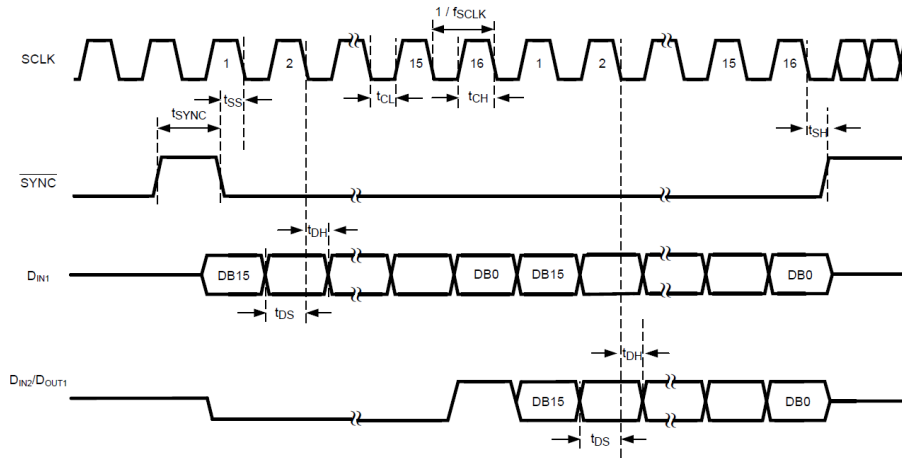 1 / fSCLK
SCLK
1 2 15 16 1 2 15 16
tSS tCL tCH
tSYNC
tSH
SYNC
tDH
DIN1
DB15 DB0 DB15 DB0
tDS
tDH
DIN2/DOUT1
DB15 DB0
tDS